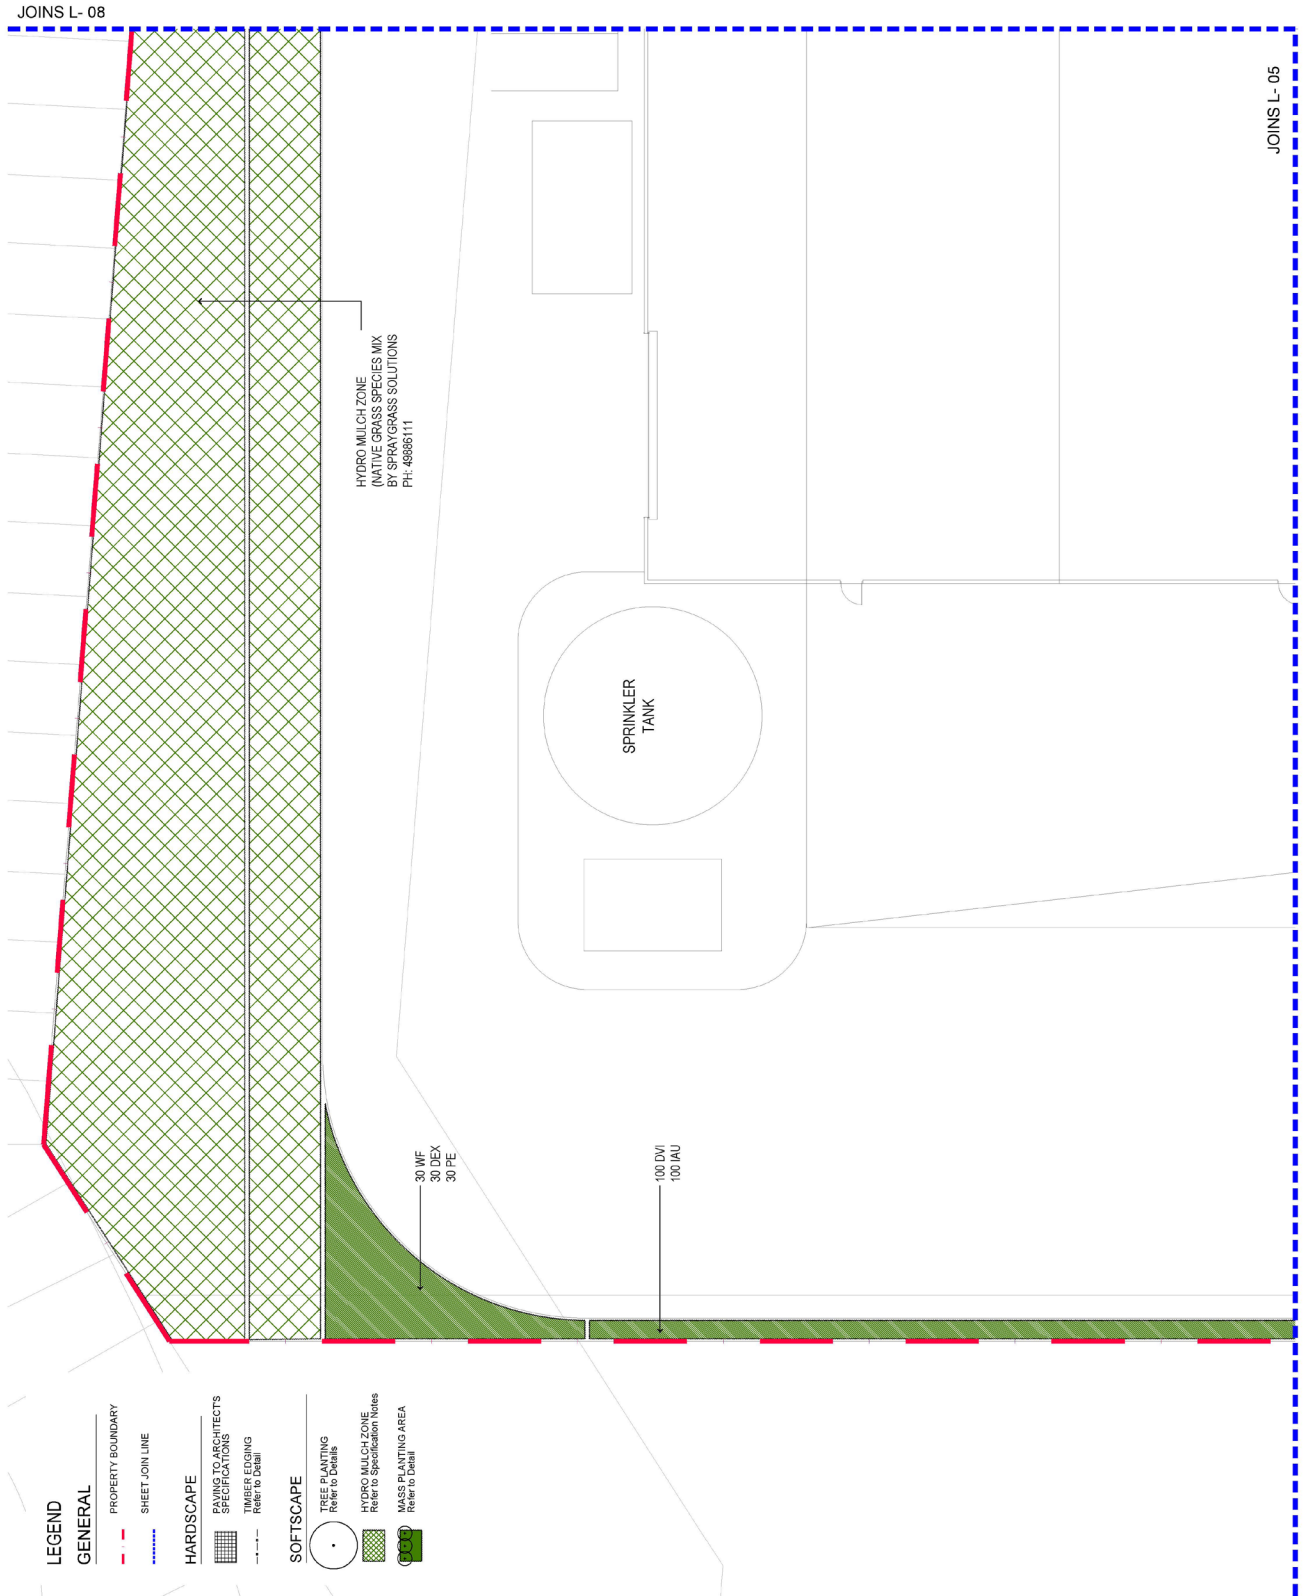 JOINS L- 08
JOINS L- 05
HYDRO MULCH ZONE
(NATIVE GRASS SPECIES MIX
BY SPRAYGRASS SOLUTIONS
PH: 49886111
SPRINKLER
TANK
30 WF
30 DEX
30 PE
100 DVI
100 IAU
LEGEND
GENERAL
PROPERTY BOUNDARY
SHEET JOIN LINE
HARDSCAPE
PAVING TO ARCHITECTS
SPECIFICATIONS
TIMBER EDGING
Refer to Detail
SOFTSCAPE
TREE PLANTING
Refer to Details
HYDRO MULCH ZONE
Refer to Specification Notes
MASS PLANTING AREA
Refer to Detail